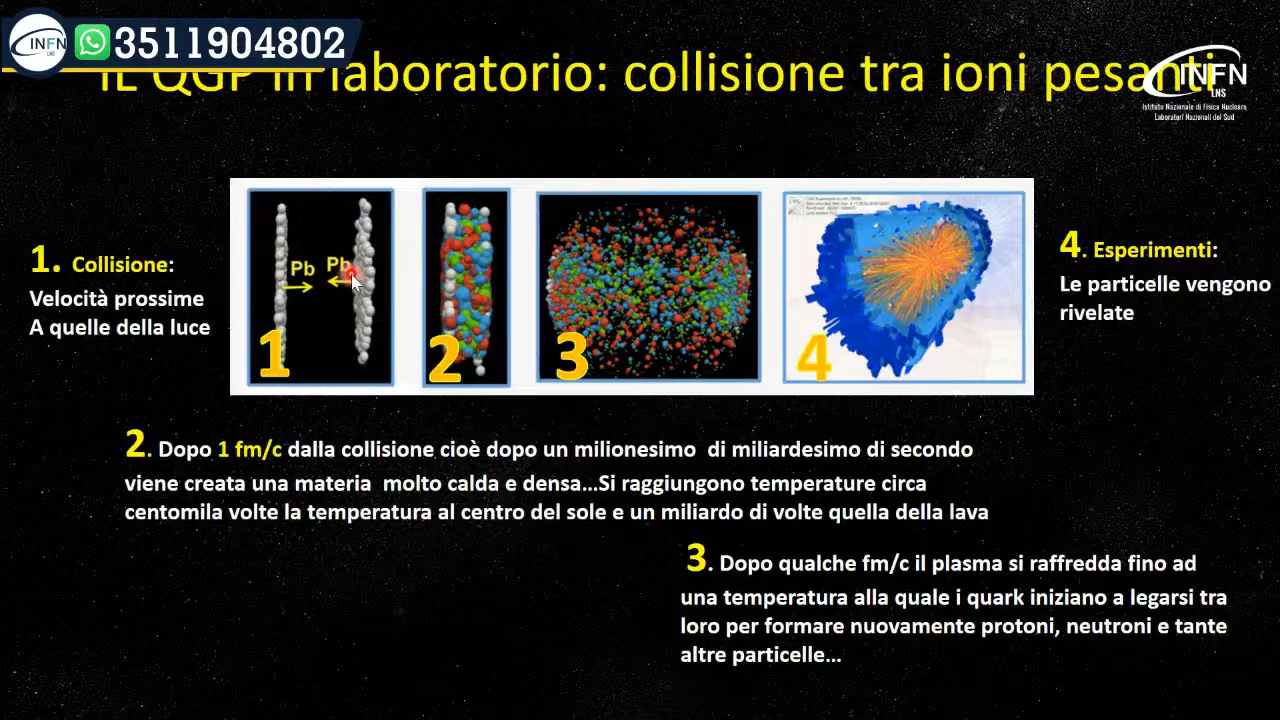 INFN
LNS
3511904802
IL QGP in laboratorio: collisione tra ioni pesanti
INFN
LNS
Istituto Nazionale di Fisica Nucleare
Laboratori Nazionali del Sud
1. Collisione:
Velocità prossime
A quelle della luce
Pb Pb
1
2
3
4
4. Esperimenti:
Le particelle vengono
rivelate
2. Dopo 1 fm/c dalla collisione cioè dopo un milionesimo di miliardesimo di secondo
viene creata una materia molto calda e densa...Si raggiungono temperature circa
centomila volte la temperatura al centro del sole e un miliardo di volte quella della lava
3. Dopo qualche fm/c il plasma si raffredda fino ad
una temperatura alla quale i quark iniziano a legarsi tra
loro per formare nuovamente protoni, neutroni e tante
altre particelle...